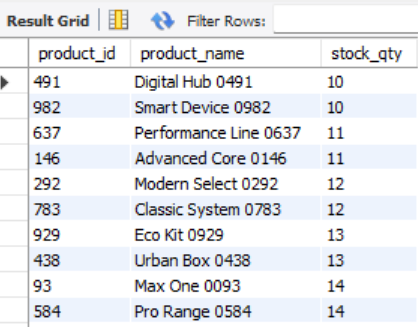 Result Grid Filter Rows:
product_id product_name stock_qty
491 Digital Hub 0491 10
982 Smart Device 0982 10
637 Performance Line 0637 11
146 Advanced Core 0146 11
292 Modern Select 0292 12
783 Classic System 0783 12
929 Eco Kit 0929 13
438 Urban Box 0438 13
93 Max One 0093 14
584 Pro Range 0584 14